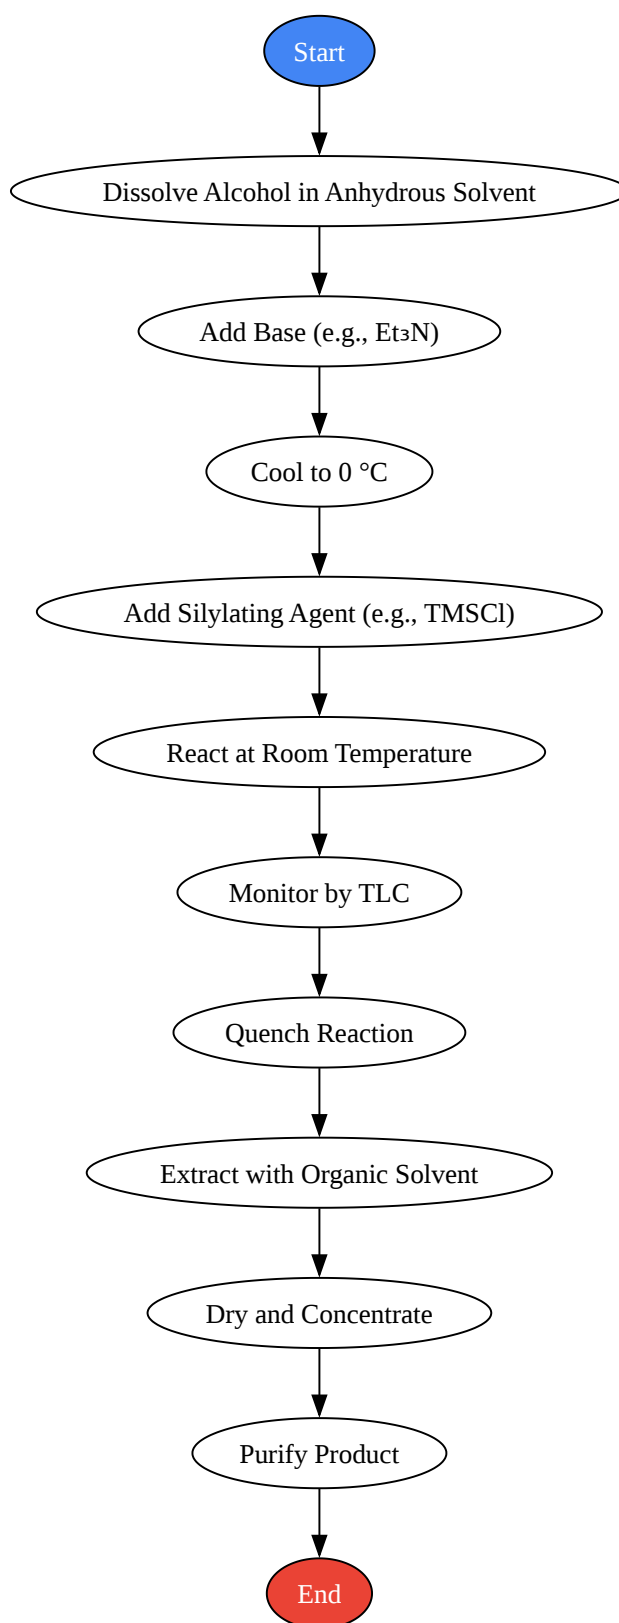 Start
Dissolve Alcohol in Anhydrous Solvent
Add Base (e.g., Et₃N)
Cool to 0 °C
Add Silylating Agent (e.g., TMSCl)
React at Room Temperature
Monitor by TLC
Quench Reaction
Extract with Organic Solvent
Dry and Concentrate
Purify Product
End